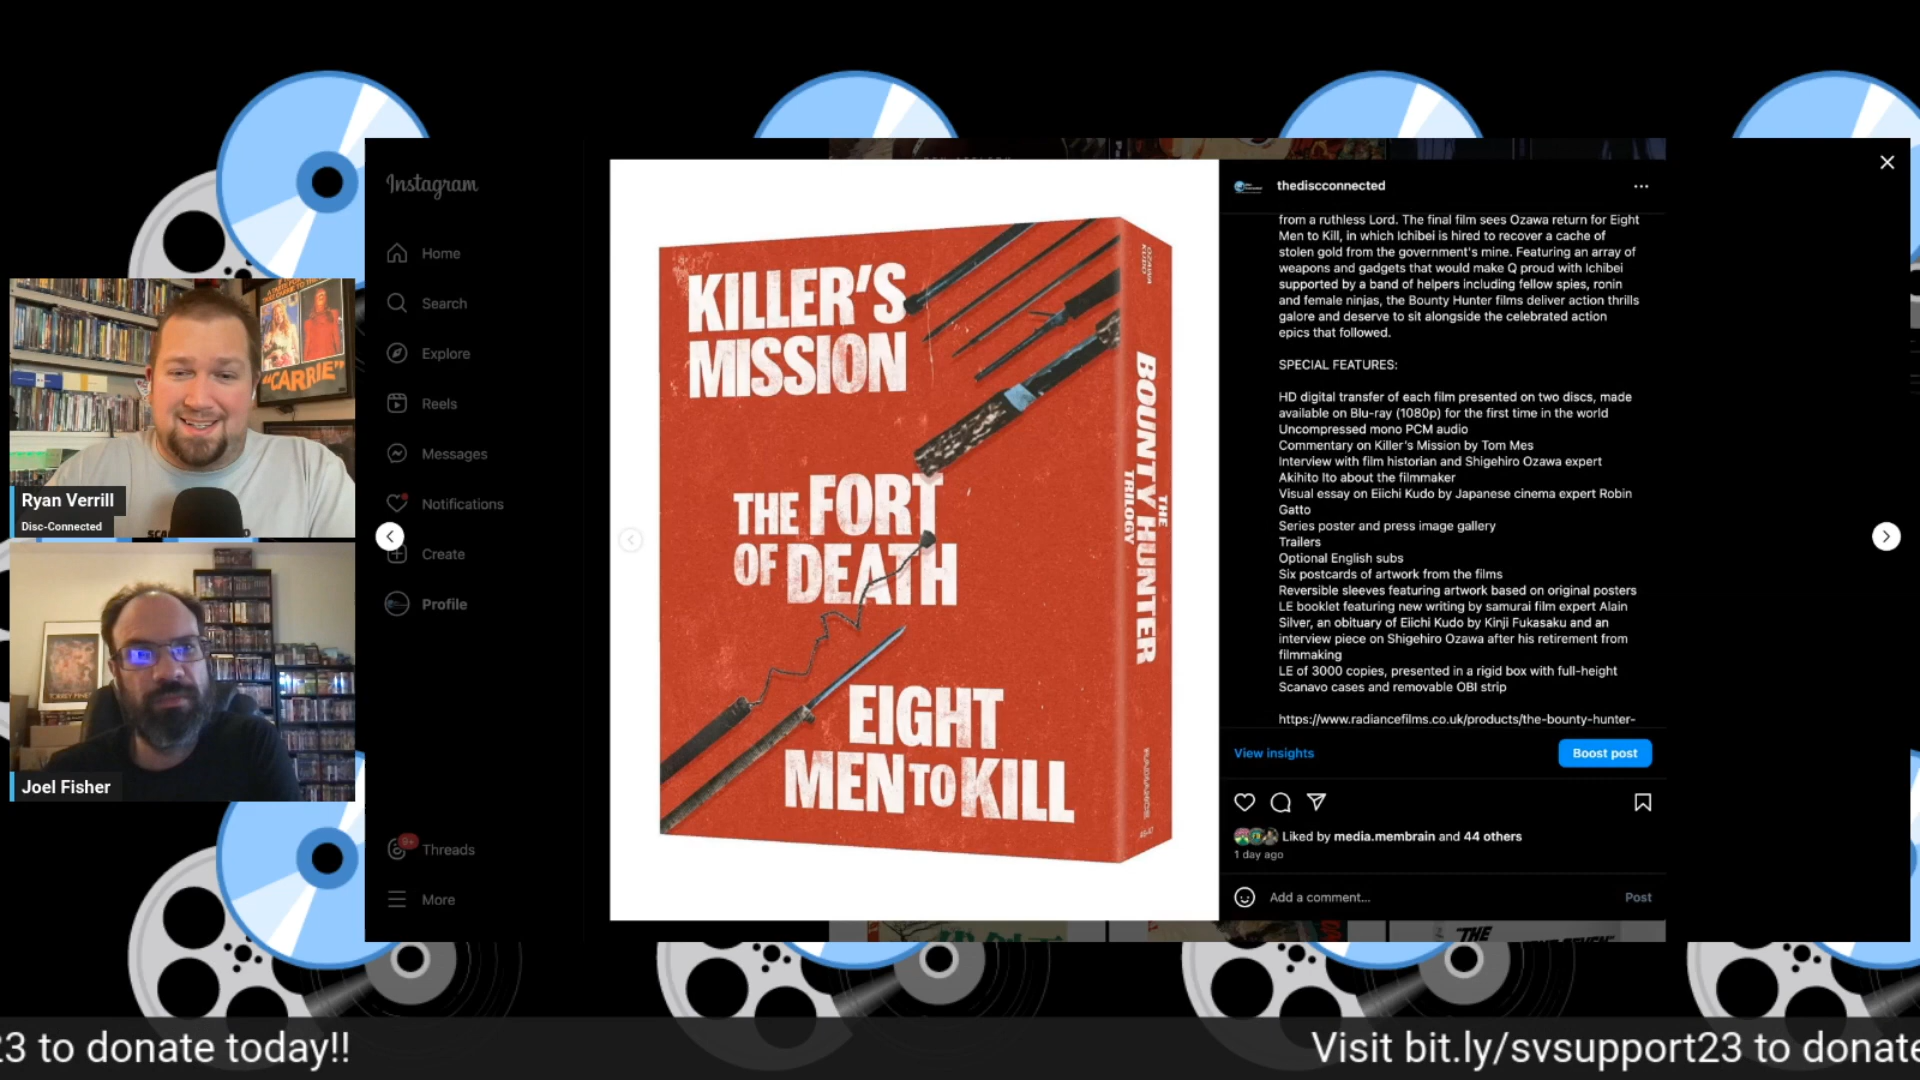 Instagram
Home
Search
Explore
Reels
Messages
Notifications
Create
Profile
9+
Threads
More
"CARRIE"
Ryan Verrill
Disc-Connected
Joel Fisher
KILLER'S
MISSION
THE FORT
OF DEATH
EIGHT
MEN TO KILL
OZAWA
KUDO
THE
BOUNTY HUNTER
TRILOGY
RADIANCE
thediscconnected
from a ruthless Lord. The final film sees Ozawa return for Eight
Men to Kill, in which Ichibei is hired to recover a cache of
stolen gold from the government's mine. Featuring an array of
weapons and gadgets that would make Q proud with Ichibei
supported by a band of helpers including fellow spies, ronin
and female ninjas, the Bounty Hunter films deliver action thrills
galore and deserve to sit alongside the celebrated action
epics that followed.
SPECIAL FEATURES:
HD digital transfer of each film presented on two discs, made
available on Blu-ray (1080p) for the first time in the world
Uncompressed mono PCM audio
Commentary on Killer's Mission by Tom Mes
Interview with film historian and Shigehiro Ozawa expert
Akihito Ito about the filmmaker
Visual essay on Eiichi Kudo by Japanese cinema expert Robin
Gatto
Series poster and press image gallery
Trailers
Optional English subs
Six postcards of artwork from the films
Reversible sleeves featuring artwork based on original posters
LE booklet featuring new writing by samurai film expert Alain
Silver, an obituary of Eiichi Kudo by Kinji Fukasaku and an
interview piece on Shigehiro Ozawa after his retirement from
filmmaking
LE of 3000 copies, presented in a rigid box with full-height
Scanavo cases and removable OBI strip
https://www.radiancefilms.co.uk/products/the-bounty-hunter-
View insights
Boost post
Liked by media.membrain and 44 others
1 day ago
Add a comment...
Post
THE
23 to donate today!!
Visit bit.ly/svsupport23 to donate